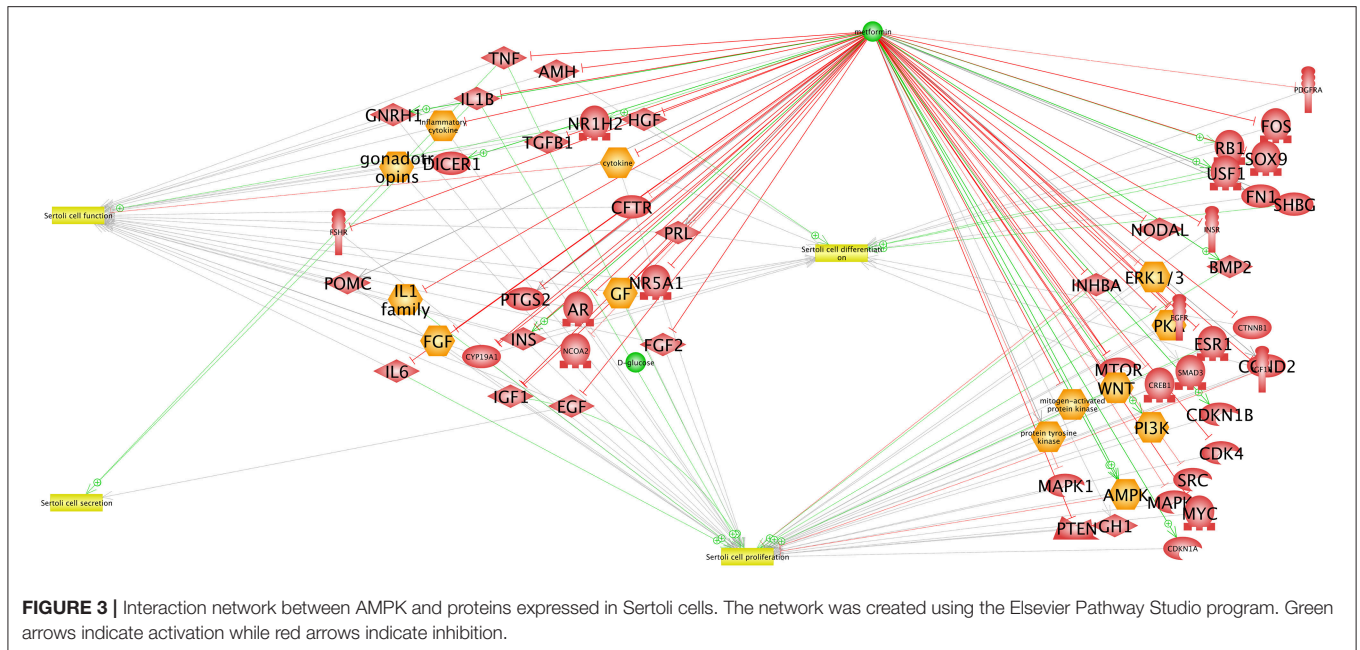 metformin
TNF
AMH
PDGFRA
IL1B
GNRH1
Inflammatory
cytokine
NR1H2
HGF
FOS
TGFB1
RB1
SOX9
gonadotr
opins
DICER1
cytokine
USF1
FN1
SHBG
Sertoli cell function
CFTR
FSHR
PRL
NODAL
INSR
Sertoli cell differentiati
on
BMP2
POMC
IL1
family
PTGS2
GF
NR5A1
INHBA
ERK1/3
AR
PKA
EGFR
CTNNB1
FGF
INS
FGF2
ESR1
CYP19A1
NCOA2
D-glucose
IL6
MTOR
WNT
CREB1
SMAD3
IGF1
EGF
mitogen-activated
protein kinase
CDKN1B
PI3K
protein tyrosine
kinase
CDK4
Sertoli cell secretion
MAPK1
AMPK
SRC
MAPK
MYC
PTEN
GH1
CDKN1A
Sertoli cell proliferation
FIGURE 3 | Interaction network between AMPK and proteins expressed in Sertoli cells. The network was created using the Elsevier Pathway Studio program. Green
arrows indicate activation while red arrows indicate inhibition.